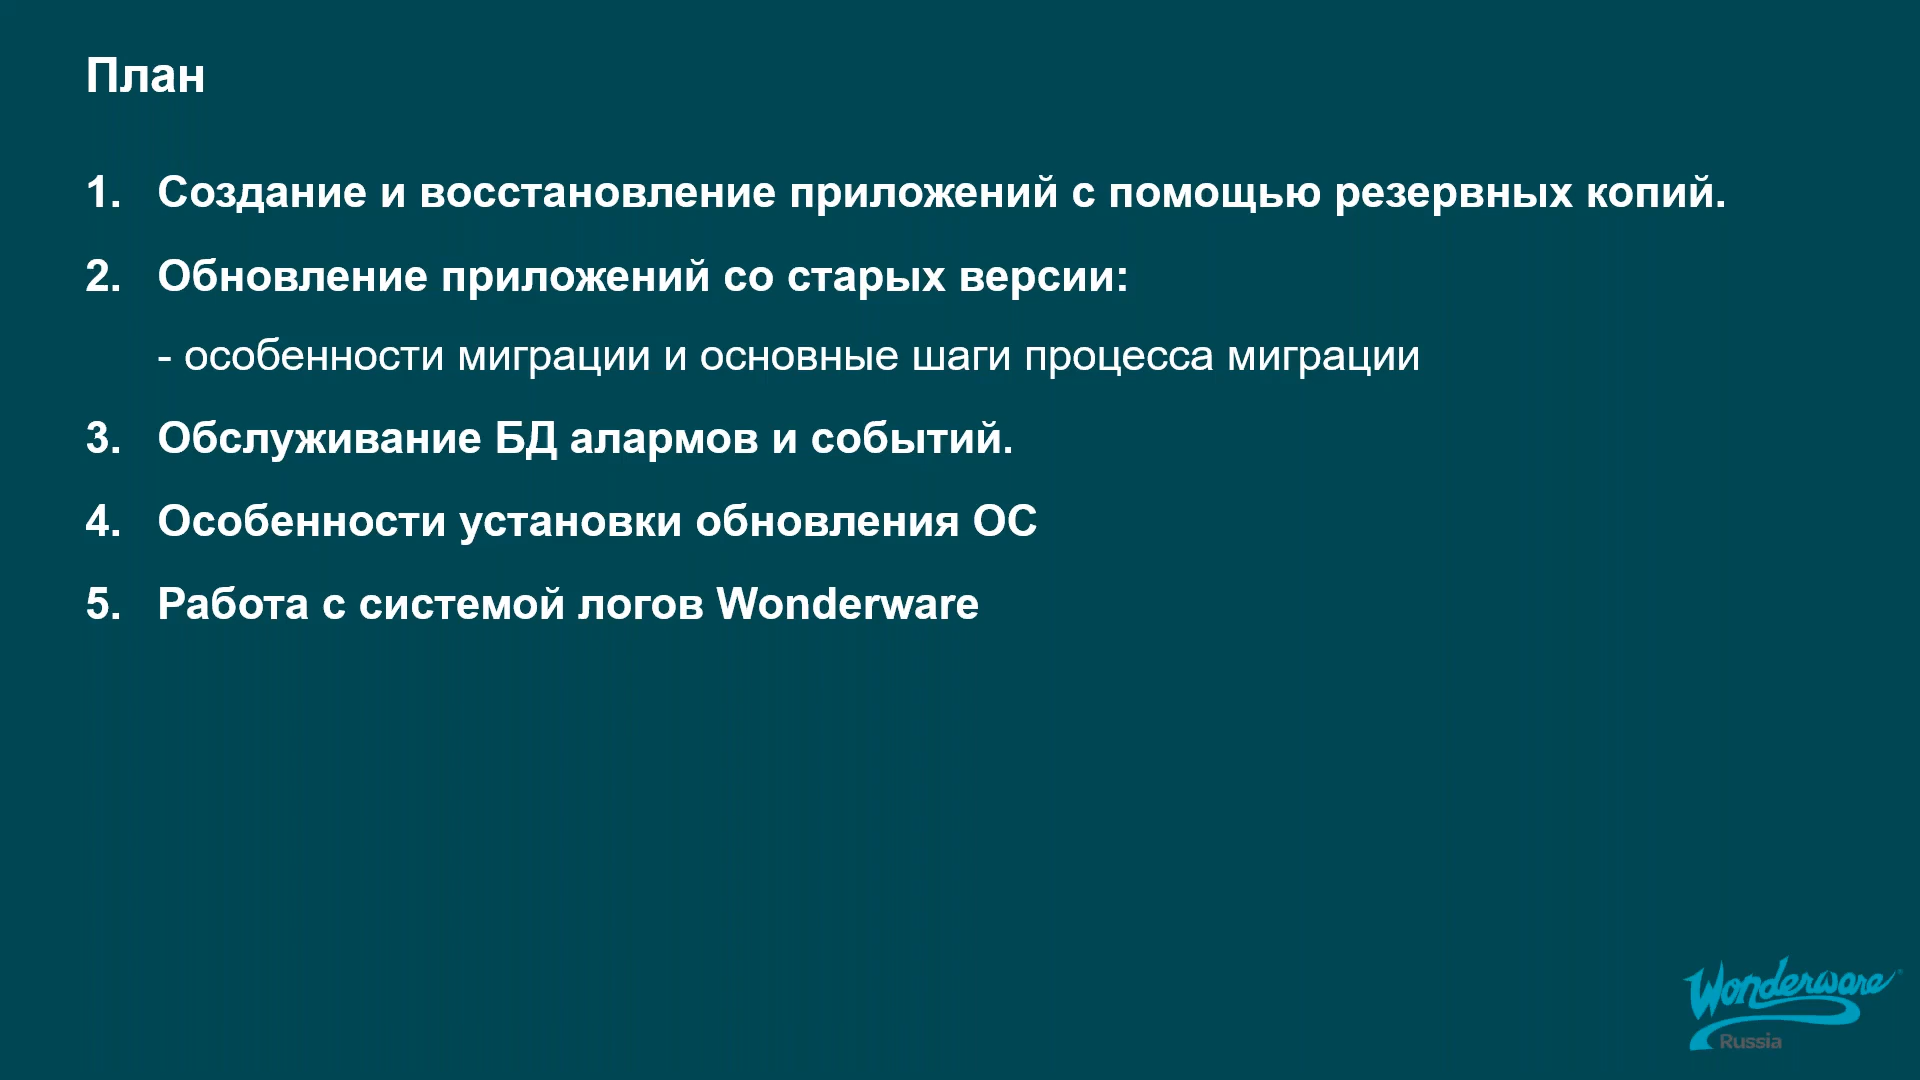 План
1. Создание и восстановление приложений с помощью резервных копий.
2. Обновление приложений со старых версии:
- особенности миграции и основные шаги процесса миграции
3. Обслуживание БД алармов и событий.
4. Особенности установки обновления ОС
5. Работа с системой логов Wonderware
Wonderware
Russia